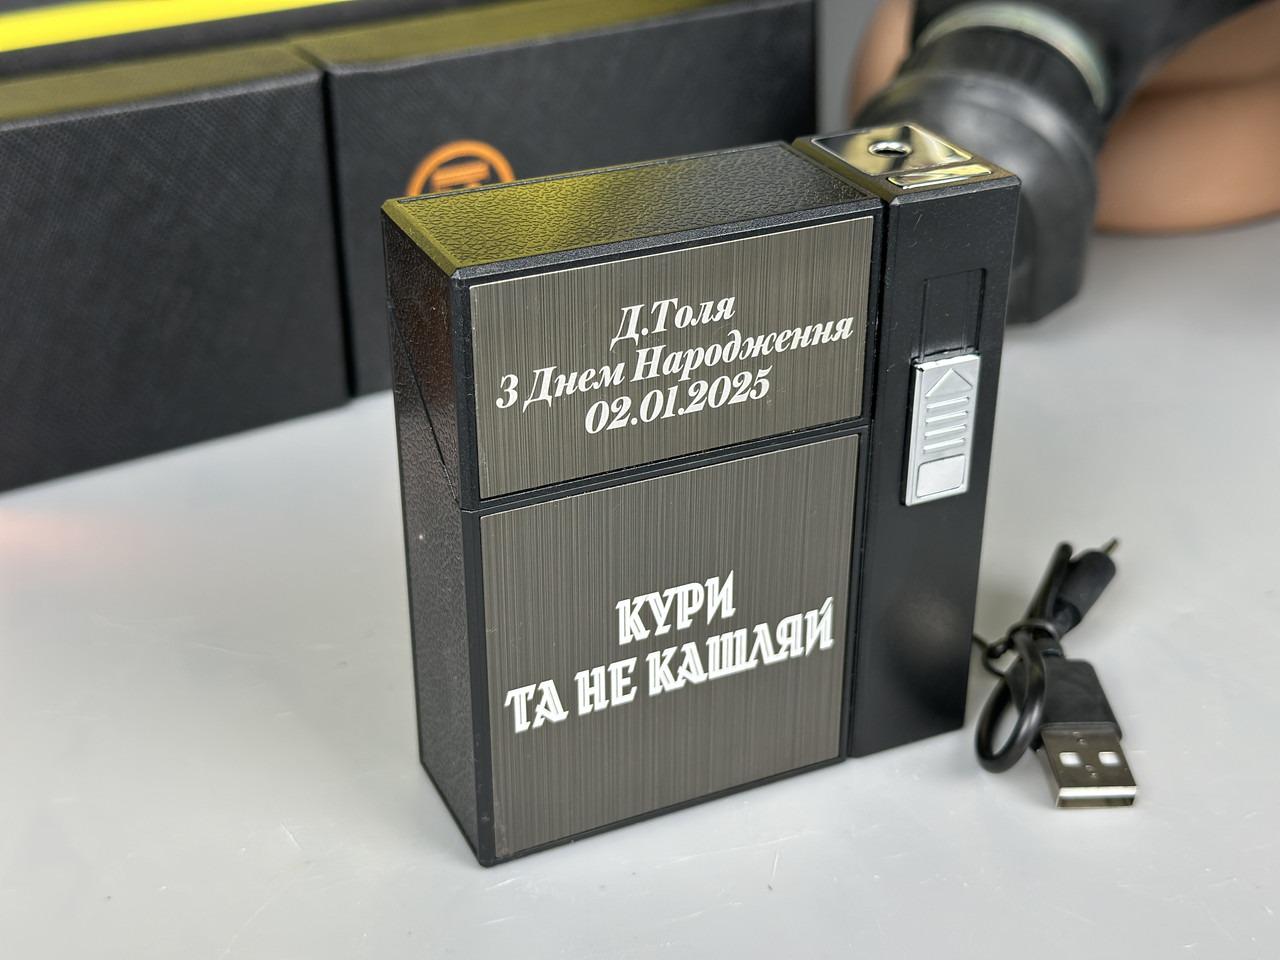 Д.Толя
З Днем Народження
02.01.2025
КУРИ
ТА НЕ КАШЛЯЙ